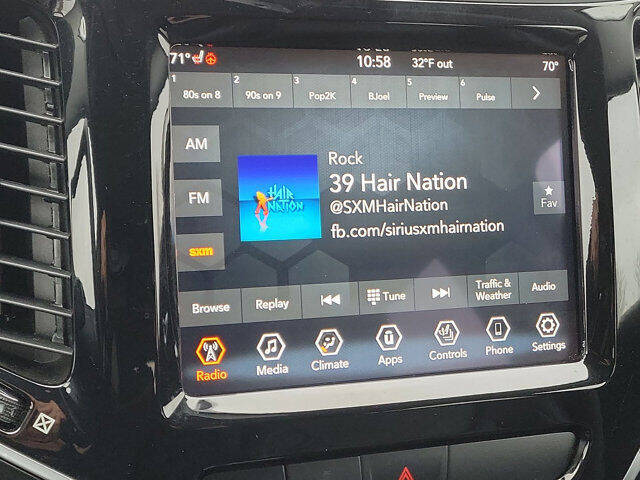 71°
10:58
32°F out
70°
1 80s on 8
2 90s on 9
3 Pop2K
4 BJoel
5 Preview
6 Pulse
AM
FM
sxm
HAIR
NATION
Rock
39 Hair Nation
@SXMHairNation
fb.com/siriusxmhairnation
Fav
Browse
Replay
Tune
Traffic &
Weather
Audio
Radio
Media
Climate
Apps
Controls
Phone
Settings